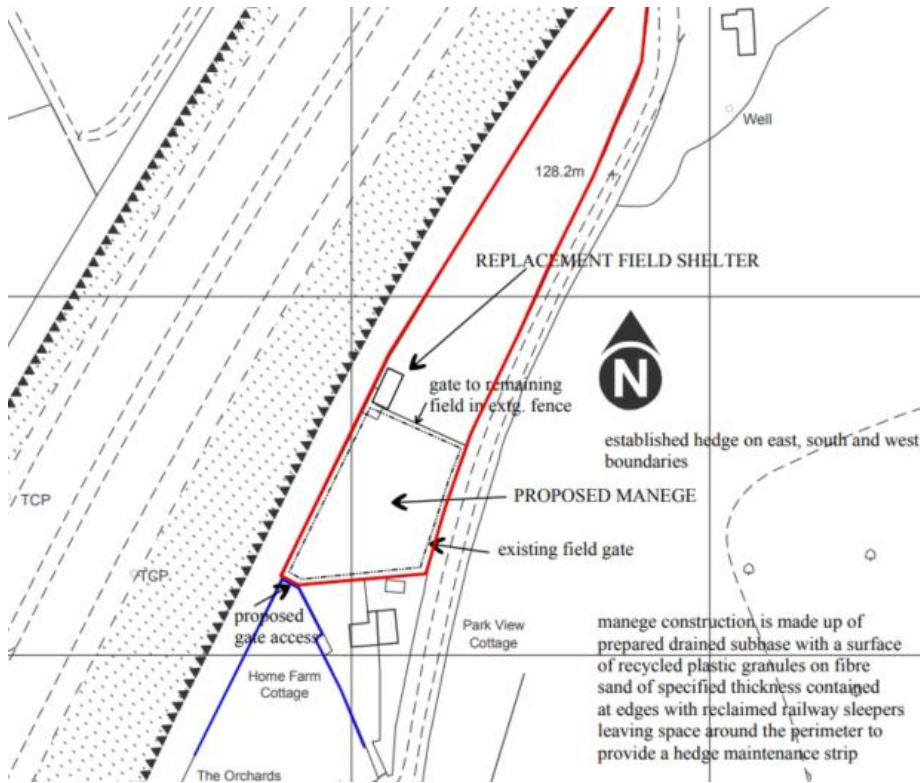 Well
128.2m
REPLACEMENT FIELD SHELTER
N
gate to remaining
field in extg. fence
established hedge on east, south and west
boundaries
TCP
PROPOSED MANEGE
existing field gate
TCP
proposed
gate access
Park View
Cottage
manege construction is made up of
prepared drained subbase with a surface
of recycled plastic granules on fibre
sand of specified thickness contained
at edges with reclaimed railway sleepers
leaving space around the perimeter to
provide a hedge maintenance strip
Home Farm
Cottage
The Orchards